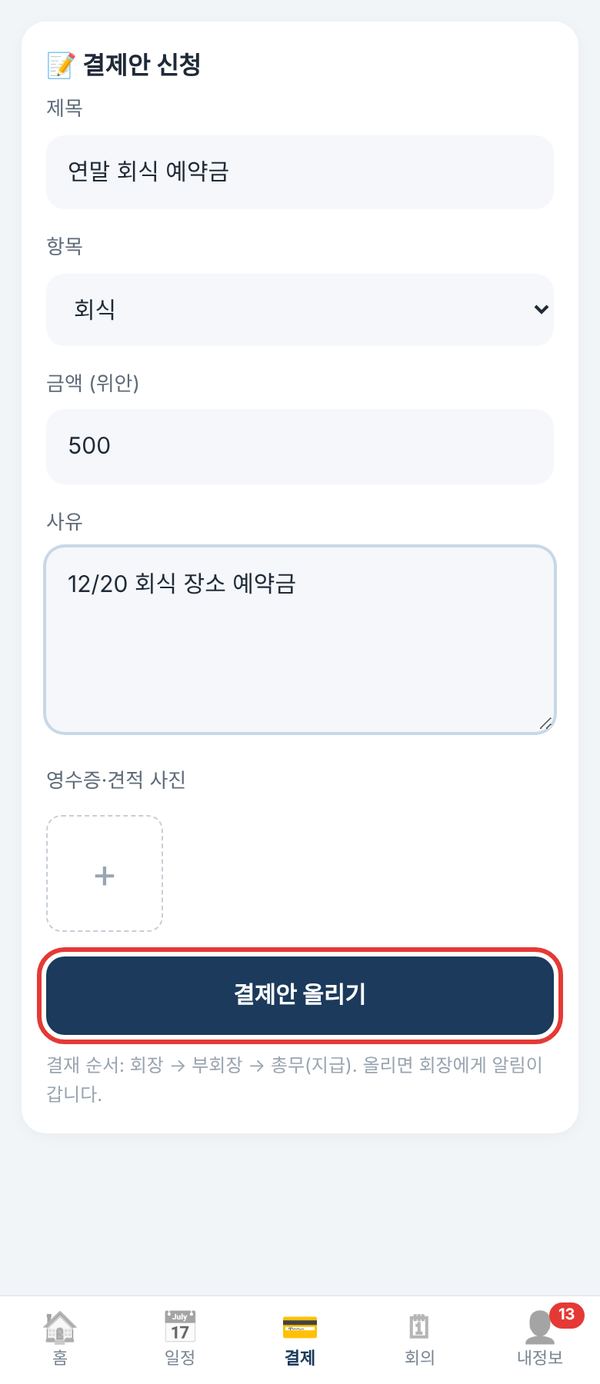 결제안 신청
제목
연말 회식 예약금
항목
회식
금액 (위안)
500
사유
12/20 회식 장소 예약금
영수증·견적 사진
+
결제안 올리기
결재 순서: 회장 → 부회장 → 총무(지급). 올리면 회장에게 알림이
갑니다.
July
17
1
13
홈
일정
결제
회의
내정보